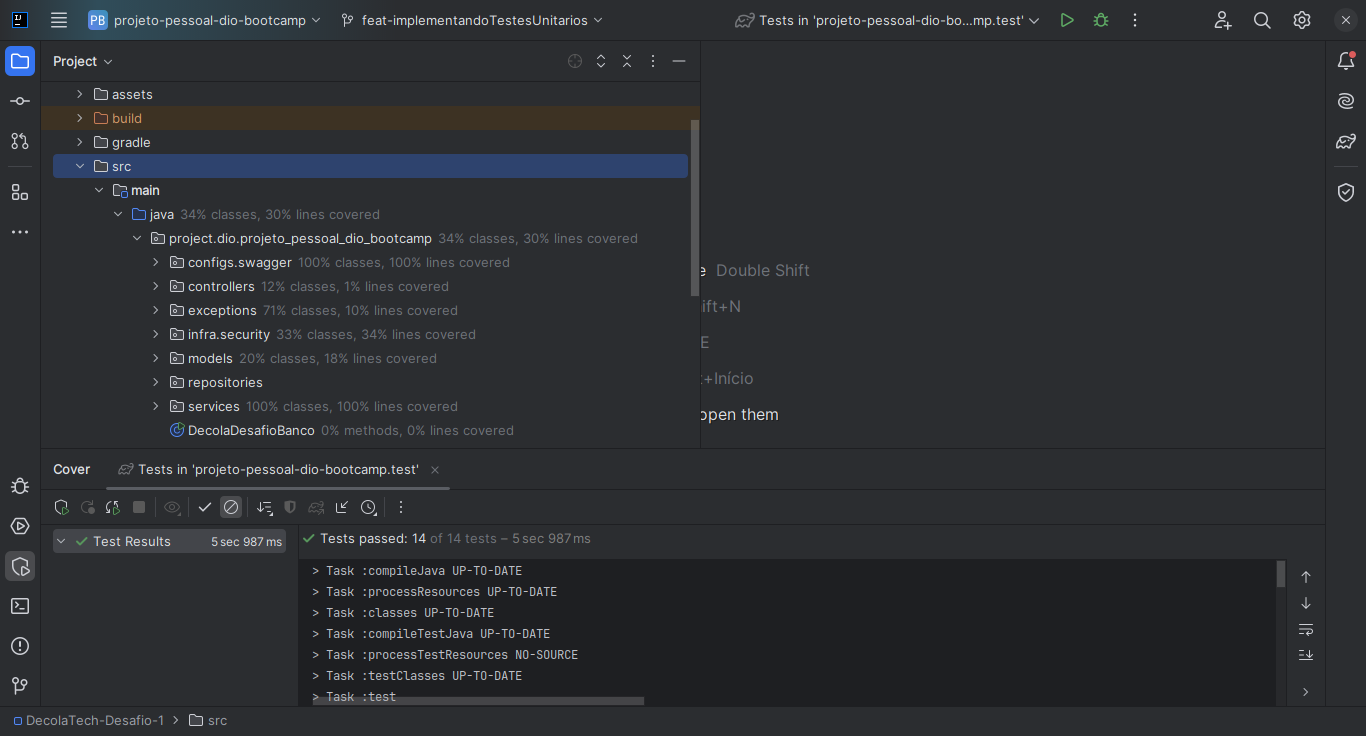 PB projeto-pessoal-dio-bootcamp feat-implementandoTestesUnitarios Tests in 'projeto-pessoal-dio-bo...mp.test'
Project
assets
build
gradle
src
main
java 34% classes, 30% lines covered
project.dio.projeto_pessoal_dio_bootcamp 34% classes, 30% lines covered
configs.swagger 100% classes, 100% lines covered
controllers 12% classes, 1% lines covered
exceptions 71% classes, 10% lines covered
infra.security 33% classes, 34% lines covered
models 20% classes, 18% lines covered
repositories
services 100% classes, 100% lines covered
DecolaDesafioBanco 0% methods, 0% lines covered
e Double Shift
ift+N
E
t+Início
open them
Cover Tests in 'projeto-pessoal-dio-bootcamp.test'
Test Results 5 sec 987 ms
Tests passed: 14 of 14 tests – 5 sec 987 ms
> Task :compileJava UP-TO-DATE
> Task :processResources UP-TO-DATE
> Task :classes UP-TO-DATE
> Task :compileTestJava UP-TO-DATE
> Task :processTestResources NO-SOURCE
> Task :testClasses UP-TO-DATE
> Task :test
DecolaTech-Desafio-1 > src